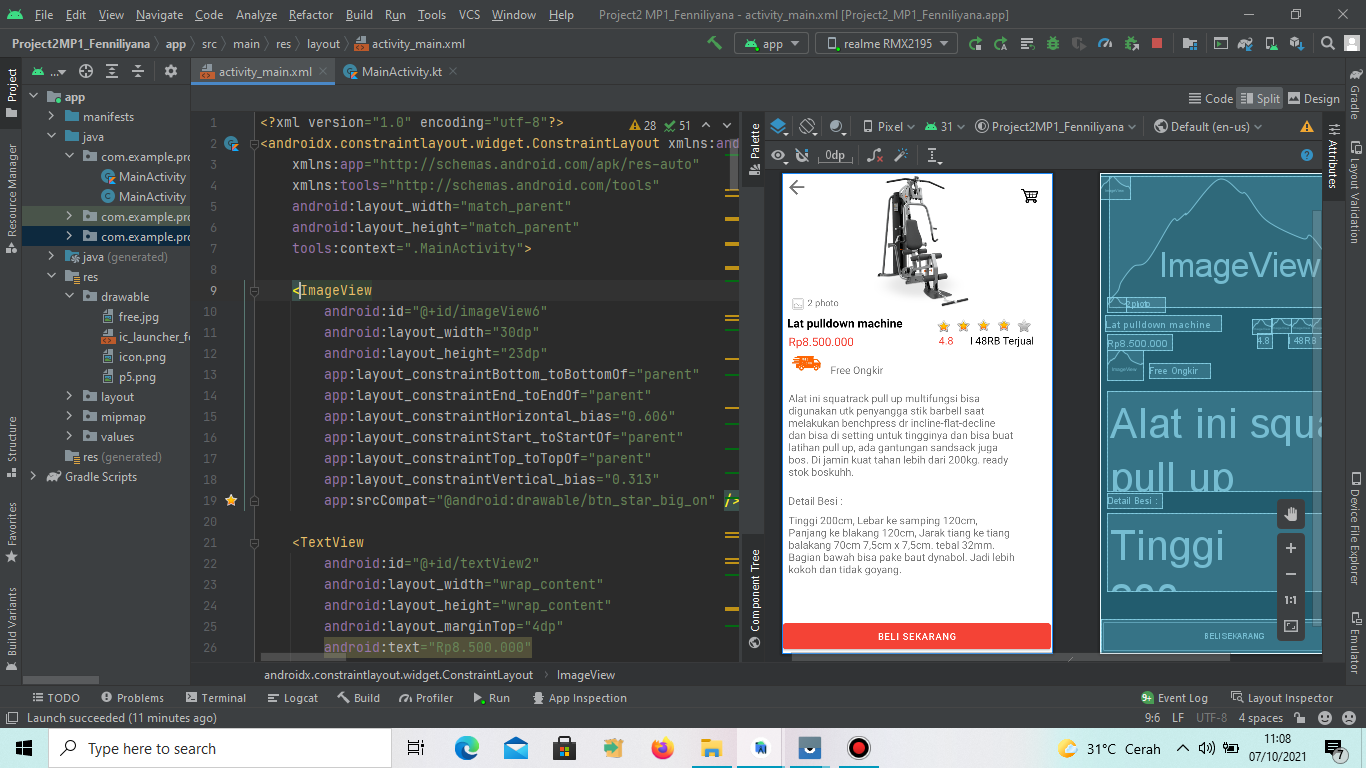 File Edit View Navigate Code Analyze Refactor Build Run Tools VCS Window Help Project2 MP1_Fenniliyana - activity_main.xml [Project2_MP1_Fenniliyana.app]
Project2MP1_Fenniliyana app src main res layout activity_main.xml app realme RMX2195
... activity_main.xml MainActivity.kt
Code Split Design
Project
Resource Manager
Structure
Favorites
Build Variants
app
manifests
java
com.example.pro
MainActivity
MainActivity
com.example.pro
com.example.pro
java (generated)
res
drawable
free.jpg
ic_launcher_fo
icon.png
p5.png
layout
mipmap
values
res (generated)
Gradle Scripts
28 51
1 <?xml version="1.0" encoding="utf-8"?>
2 <androidx.constraintlayout.widget.ConstraintLayout xmlns:and
3 xmlns:app="http://schemas.android.com/apk/res-auto"
4 xmlns:tools="http://schemas.android.com/tools"
5 android:layout_width="match_parent"
6 android:layout_height="match_parent"
7 tools:context=".MainActivity">
8
9 <ImageView
10 android:id="@+id/imageView6"
11 android:layout_width="30dp"
12 android:layout_height="23dp"
13 app:layout_constraintBottom_toBottomOf="parent"
14 app:layout_constraintEnd_toEndOf="parent"
15 app:layout_constraintHorizontal_bias="0.606"
16 app:layout_constraintStart_toStartOf="parent"
17 app:layout_constraintTop_toTopOf="parent"
18 app:layout_constraintVertical_bias="0.313"
19 app:srcCompat="@android:drawable/btn_star_big_on" />
20
21 <TextView
22 android:id="@+id/textView2"
23 android:layout_width="wrap_content"
24 android:layout_height="wrap_content"
25 android:layout_marginTop="4dp"
26 android:text="Rp8.500.000"
androidx.constraintlayout.widget.ConstraintLayout ImageView
Palette
Component Tree
Pixel 31 Project2MP1_Fenniliyana Default (en-us)
0dp
2 photo
Lat pulldown machine
Rp8.500.000 4.8 I 48RB Terjual
Free Ongkir
Alat ini squatrack pull up multifungsi bisa
digunakan utk penyangga stik barbell saat
melakukan benchpress dr incline-flat-decline
dan bisa di setting untuk tingginya dan bisa buat
latihan pull up, ada gantungan sandsack juga
bos. Di jamin kuat tahan lebih dari 200kg. ready
stok boskuhh.
Detail Besi :
Tinggi 200cm, Lebar ke samping 120cm,
Panjang ke blakang 120cm, Jarak tiang ke tiang
balakang 70cm 7,5cm x 7,5cm. tebal 32mm.
Bagian bawah bisa pake baut dynabol. Jadi lebih
kokoh dan tidak goyang.
BELI SEKARANG
ImageView
2 photo
Lat pulldown machine
Rp8.500.000 4.8 I 48RB
ImageView Free Ongkir
Alat ini squa
pull up
Detail Besi :
Tinggi
BELI SEKARANG
1:1
Attributes
Gradle
Layout Validation
Device File Explorer
Emulator
TODO Problems Terminal Logcat Build Profiler Run App Inspection 9+ Event Log Layout Inspector
Launch succeeded (11 minutes ago) 9:6 LF UTF-8 4 spaces
Type here to search 31°C Cerah 11:08
07/10/2021 7